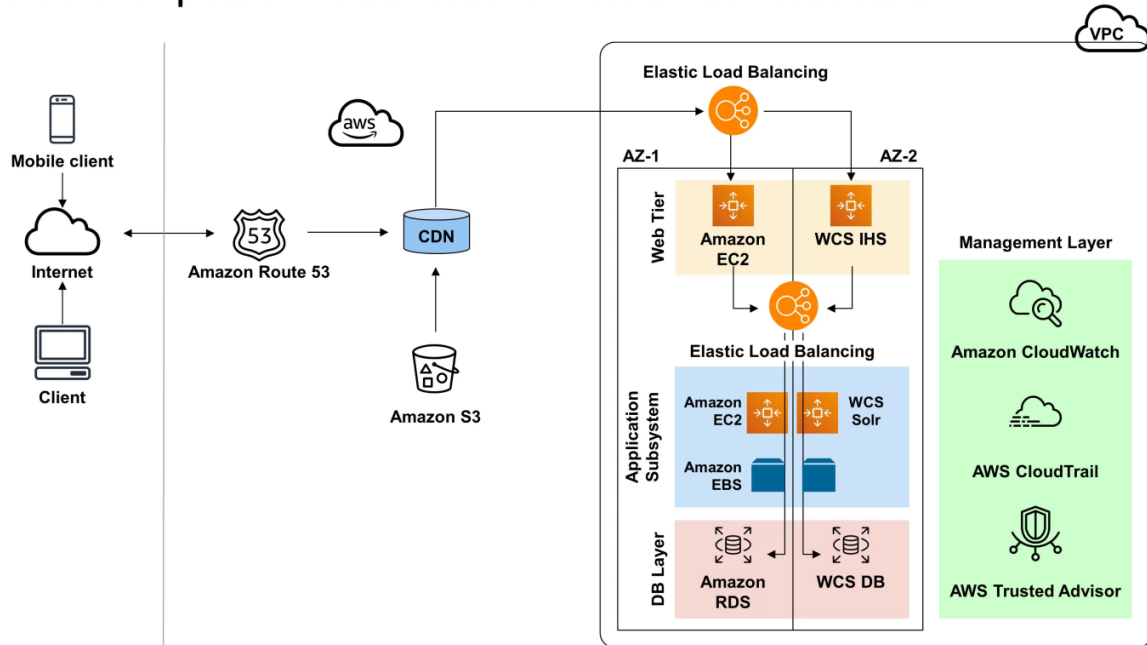 VPC
Elastic Load Balancing
aws
Mobile client
AZ-1
AZ-2
Web Tier
53
CDN
Amazon
EC2
WCS IHS
Internet
Amazon Route 53
Management Layer
Elastic Load Balancing
Amazon CloudWatch
Client
Amazon S3
Application
Subsystem
Amazon
EC2
WCS
Solr
Amazon
EBS
AWS CloudTrail
DB Layer
Amazon
RDS
WCS DB
AWS Trusted Advisor